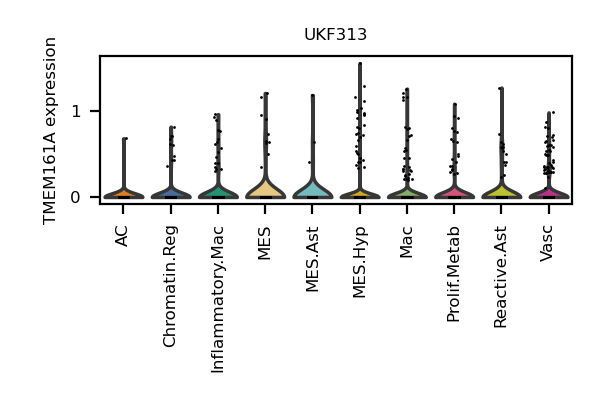 UKF313
TMEM161A expression
1
0
AC
Chromatin.Reg
Inflammatory.Mac
MES
MES.Ast
MES.Hyp
Mac
Prolif.Metab
Reactive.Ast
Vasc